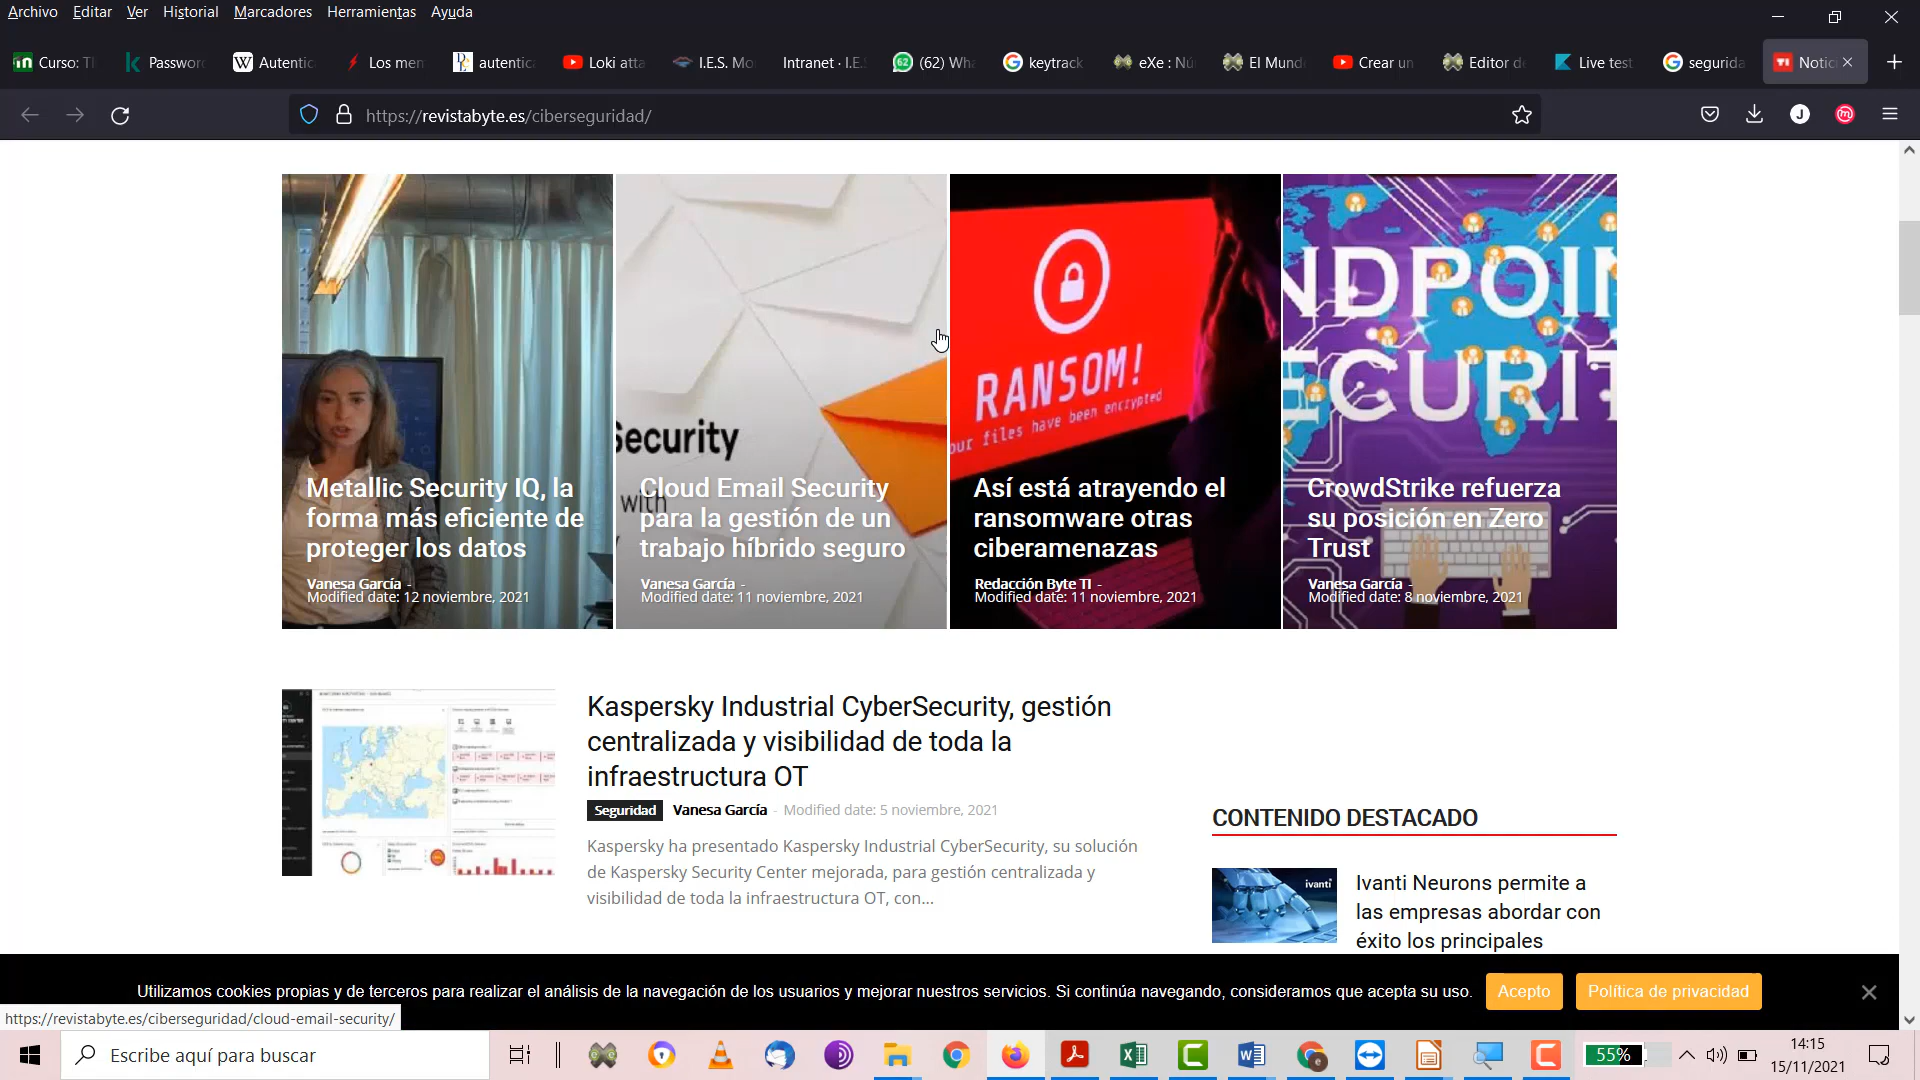 Archivo Editar Ver Historial Marcadores Herramientas Ayuda
Curso: Th Passwor Autentic Los men autentica Loki atta I.E.S. Mo Intranet · I.E.S (62) Wha keytrack eXe : Nú El Mund Crear un Editor de Live test segurida Notici
https://revistabyte.es/ciberseguridad/
NDPOIN
ECURIT
RANSOM!
our files have been encrypted
Security
with
Metallic Security IQ, la
forma más eficiente de
proteger los datos
Vanesa García -
Modified date: 12 noviembre, 2021
Cloud Email Security
para la gestión de un
trabajo híbrido seguro
Vanesa García -
Modified date: 11 noviembre, 2021
Así está atrayendo el
ransomware otras
ciberamenazas
Redacción Byte TI -
Modified date: 11 noviembre, 2021
CrowdStrike refuerza
su posición en Zero
Trust
Vanesa García -
Modified date: 8 noviembre, 2021
Kaspersky Industrial CyberSecurity, gestión
centralizada y visibilidad de toda la
infraestructura OT
Seguridad Vanesa García - Modified date: 5 noviembre, 2021
Kaspersky ha presentado Kaspersky Industrial CyberSecurity, su solución
de Kaspersky Security Center mejorada, para gestión centralizada y
visibilidad de toda la infraestructura OT, con...
CONTENIDO DESTACADO
ivanti
Ivanti Neurons permite a
las empresas abordar con
éxito los principales
Utilizamos cookies propias y de terceros para realizar el análisis de la navegación de los usuarios y mejorar nuestros servicios. Si continúa navegando, consideramos que acepta su uso. Acepto Política de privacidad
https://revistabyte.es/ciberseguridad/cloud-email-security/
Escribe aquí para buscar
55%
14:15
15/11/2021